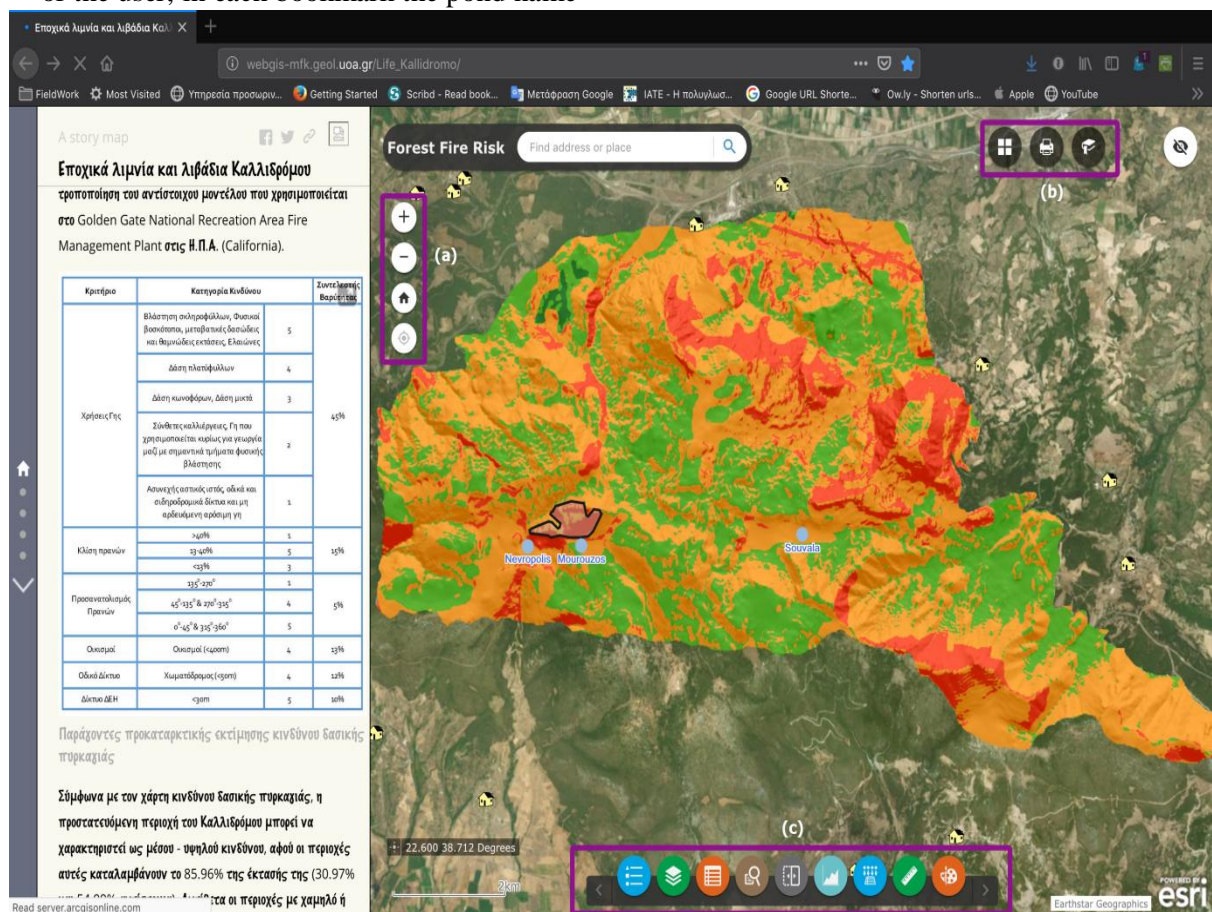 of the user, in each bookmark the pond name
Εποχικά λιμνία και λιβάδια Καλλ
webgis-mfk.geol.uoa.gr/Life_Kallidromo/
FieldWork
Most Visited
Υπηρεσία προσωριν...
Getting Started
Scribd - Read book...
Μετάφραση Google
IATE - Η πολυγλωσ...
Google URL Shorte...
Ow.ly - Shorten urls...
Apple
YouTube
A story map
Εποχικά λιμνία και λιβάδια Καλλιδρόμου
τροποποίηση του αντίστοιχου μοντέλου που χρησιμοποιείται
στο Golden Gate National Recreation Area Fire
Management Plant στις Η.Π.Α. (California).
Κριτήριο
Κατηγορία Κινδύνου
Συντελεστής
Βαρύτητας
Χρήσεις Γης
Βλάστηση σκληροφύλλων, Φυσικοί
βοσκότοποι, μεταβατικές δασώδεις
και θαμνώδεις εκτάσεις, Ελαιώνες
5
45%
Δάση πλατύφυλλων
4
Δάση κωνοφόρων, Δάση μικτά
3
Σύνθετες καλλιέργειες, Γη που
χρησιμοποιείται κυρίως για γεωργία
μαζί με σημαντικά τμήματα φυσικής
βλάστησης
2
Ασυνεχής αστικός ιστός, οδικά και
σιδηροδρομικά δίκτυα και μη
αρδευόμενη αρόσιμη γη
1
Κλίση πρανών
>40%
1
15%
13-40%
5
<13%
3
Προσανατολισμός
Πρανών
135°-270°
1
5%
45°-135° & 270°-315°
4
0°-45° & 315°-360°
5
Οικισμοί
Οικισμοί (<400m)
4
13%
Οδικό Δίκτυο
Χωματόδρομος (<50m)
4
12%
Δίκτυο ΔΕΗ
<30m
5
10%
Παράγοντες προκαταρκτικής εκτίμησης κινδύνου δασικής
πυρκαγιάς
Σύμφωνα με τον χάρτη κινδύνου δασικής πυρκαγιάς, η
προστατευόμενη περιοχή του Καλλιδρόμου μπορεί να
χαρακτηριστεί ως μέσου - υψηλού κινδύνου, αφού οι περιοχές
αυτές καταλαμβάνουν το 85.96% της έκτασής της (30.97%
οι περιοχές με χαμηλό ή
Read server.arcgisonline.com
Forest Fire Risk
Find address or place
(a)
(b)
Nevropolis
Mourouzos
Souvala
(c)
22.600 38.712 Degrees
2km
Earthstar Geographics
POWERED BY
esri